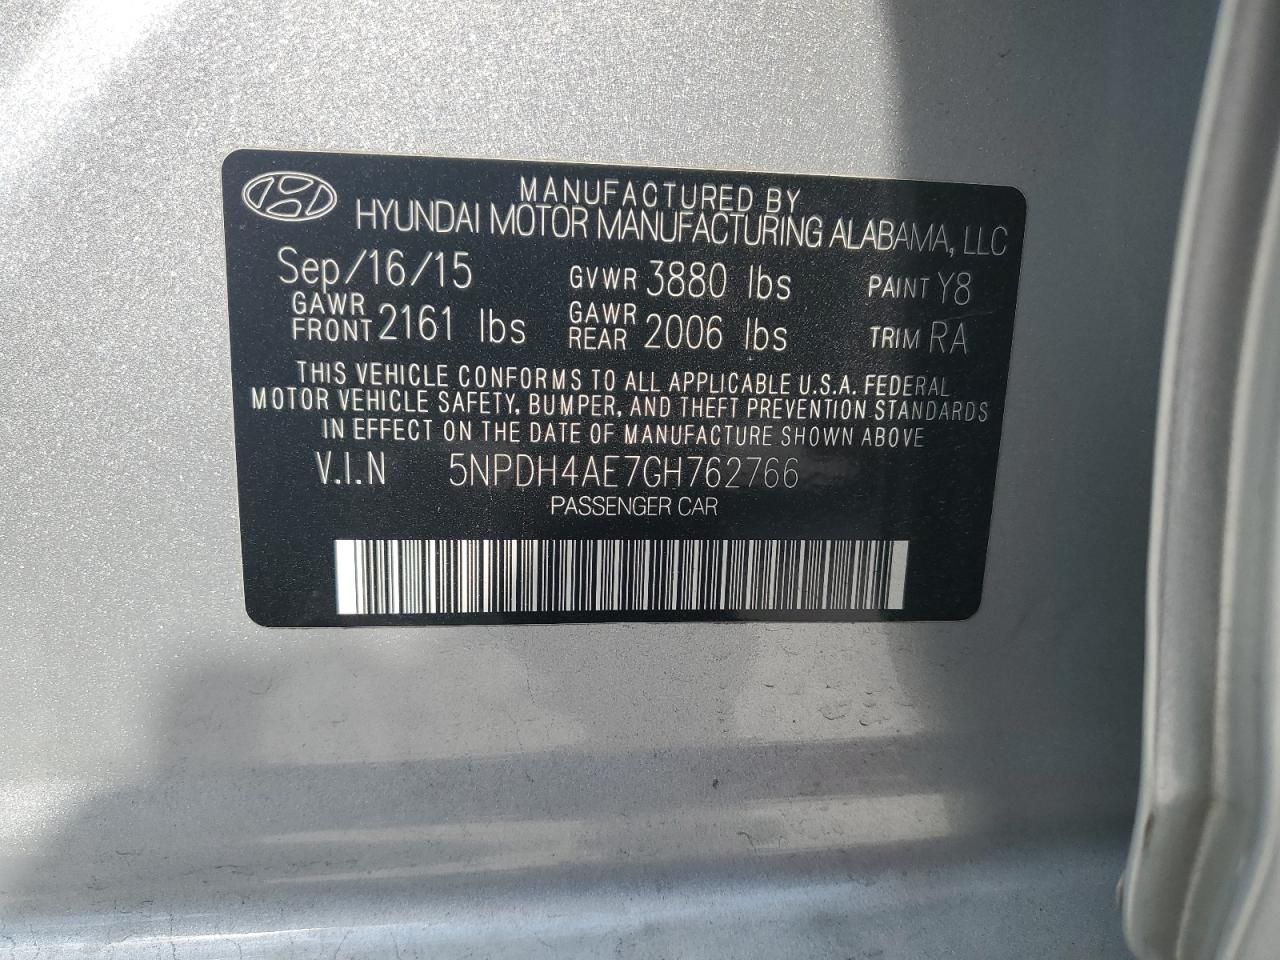 MANUFACTURED BY
HYUNDAI MOTOR MANUFACTURING ALABAMA, LLC
Sep/16/15 GVWR 3880 lbs PAINT Y8
GAWR FRONT 2161 lbs GAWR REAR 2006 lbs TRIM RA
THIS VEHICLE CONFORMS TO ALL APPLICABLE U.S.A. FEDERAL
MOTOR VEHICLE SAFETY, BUMPER, AND THEFT PREVENTION STANDARDS
IN EFFECT ON THE DATE OF MANUFACTURE SHOWN ABOVE
V.I.N 5NPDH4AE7GH762766
PASSENGER CAR